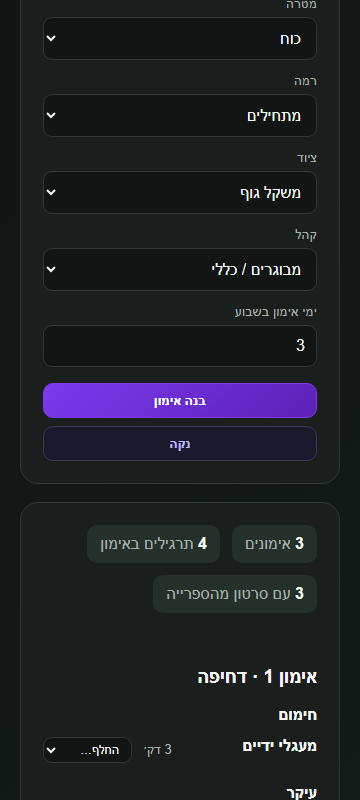 מטרה
כוח
רמה
מתחילים
ציוד
משקל גוף
קהל
מבוגרים / כללי
ימי אימון בשבוע
3
בנה אימון
נקה
3 אימונים
4 תרגילים באימון
3 עם סרטון מהספרייה
אימון 1 · דחיפה
חימום
מעגלי ידיים 3 דק׳ החלף...
עיקר